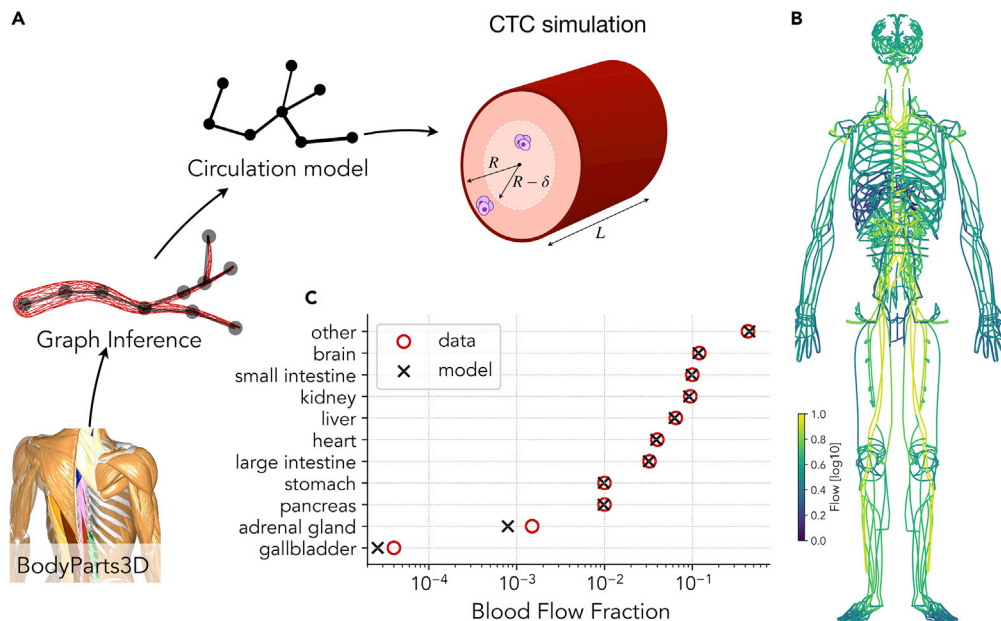 A
CTC simulation
R
R − δ
L
Circulation model
Graph Inference
BodyParts3D
B
1.0
0.8
0.6
0.4
0.2
0.0
Flow [log10]
C
data
model
other
brain
small intestine
kidney
liver
heart
large intestine
stomach
pancreas
adrenal gland
gallbladder
10⁻⁴
10⁻³
10⁻²
10⁻¹
Blood Flow Fraction